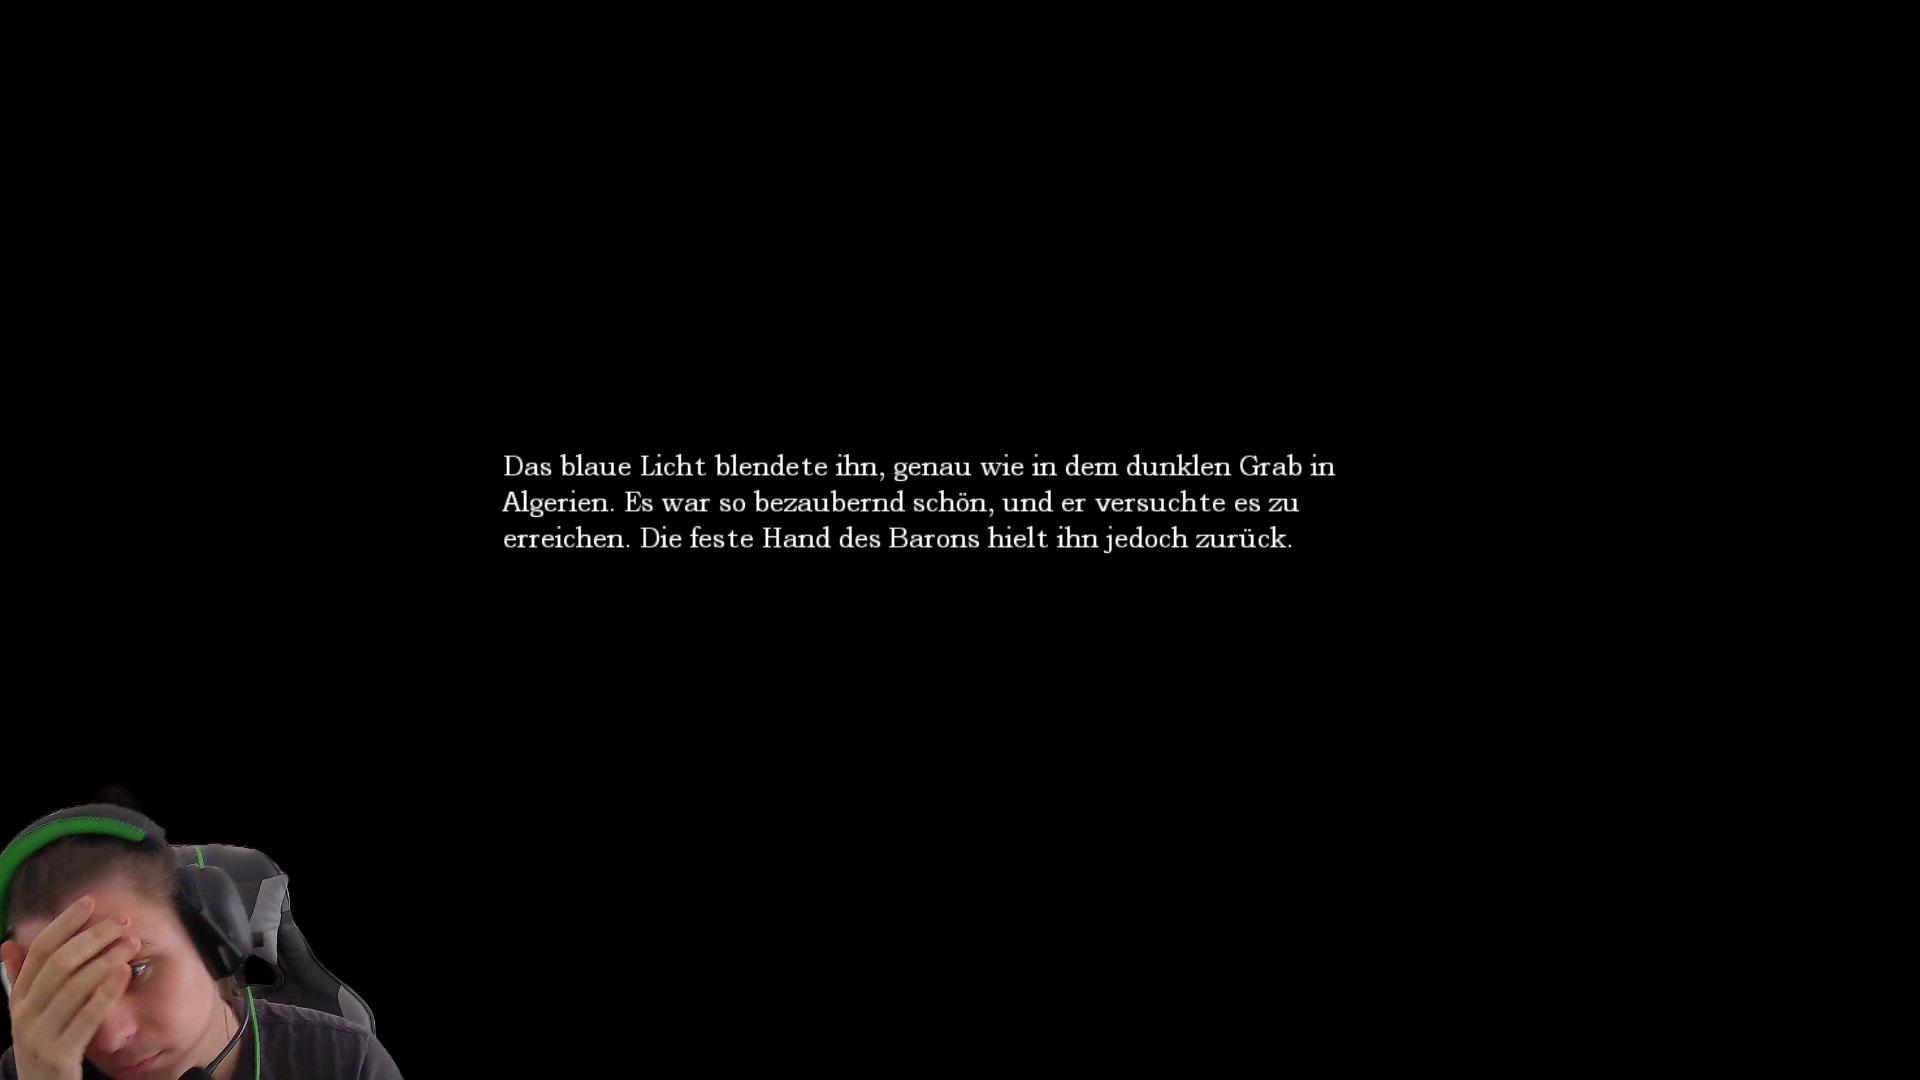 Das blaue Licht blendete ihn, genau wie in dem dunklen Grab in
Algerien. Es war so bezaubernd schön, und er versuchte es zu
erreichen. Die feste Hand des Barons hielt ihn jedoch zurück.